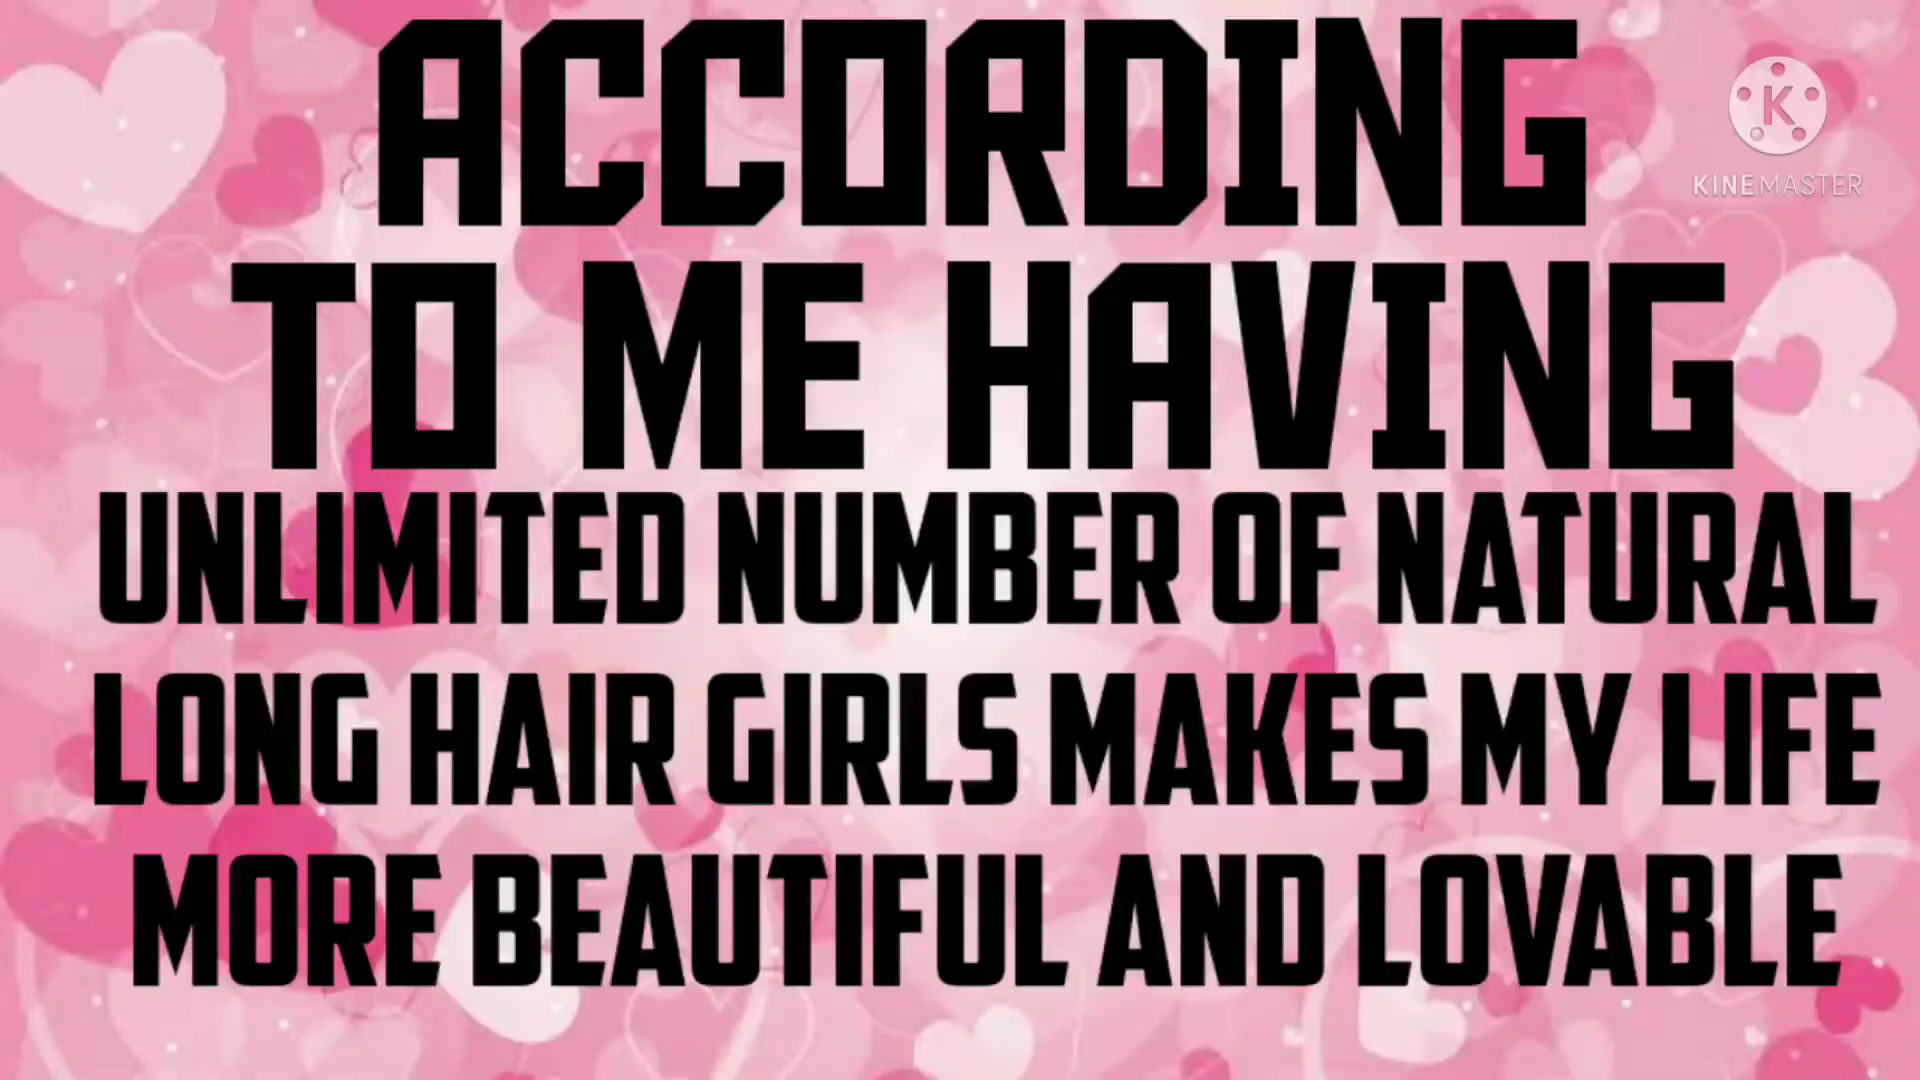 ACCORDING
TO ME HAVING
UNLIMITED NUMBER OF NATURAL
LONG HAIR GIRLS MAKES MY LIFE
MORE BEAUTIFUL AND LOVABLE
K
KINEMASTER